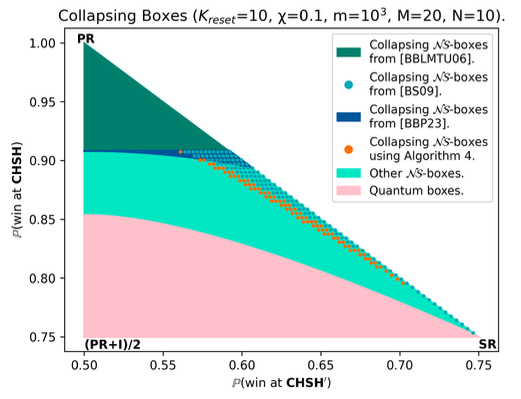 Collapsing Boxes (K_reset=10, χ=0.1, m=10³, M=20, N=10).
PR
1.00
0.95
0.90
0.85
0.80
0.75
ℙ(win at CHSH)
Collapsing 𝒩𝒮-boxes
from [BBLMTU06].
Collapsing 𝒩𝒮-boxes
from [BS09].
Collapsing 𝒩𝒮-boxes
from [BBP23].
Collapsing 𝒩𝒮-boxes
using Algorithm 4.
Other 𝒩𝒮-boxes.
Quantum boxes.
(PR+I)/2
SR
0.50 0.55 0.60 0.65 0.70 0.75
ℙ(win at CHSH′)